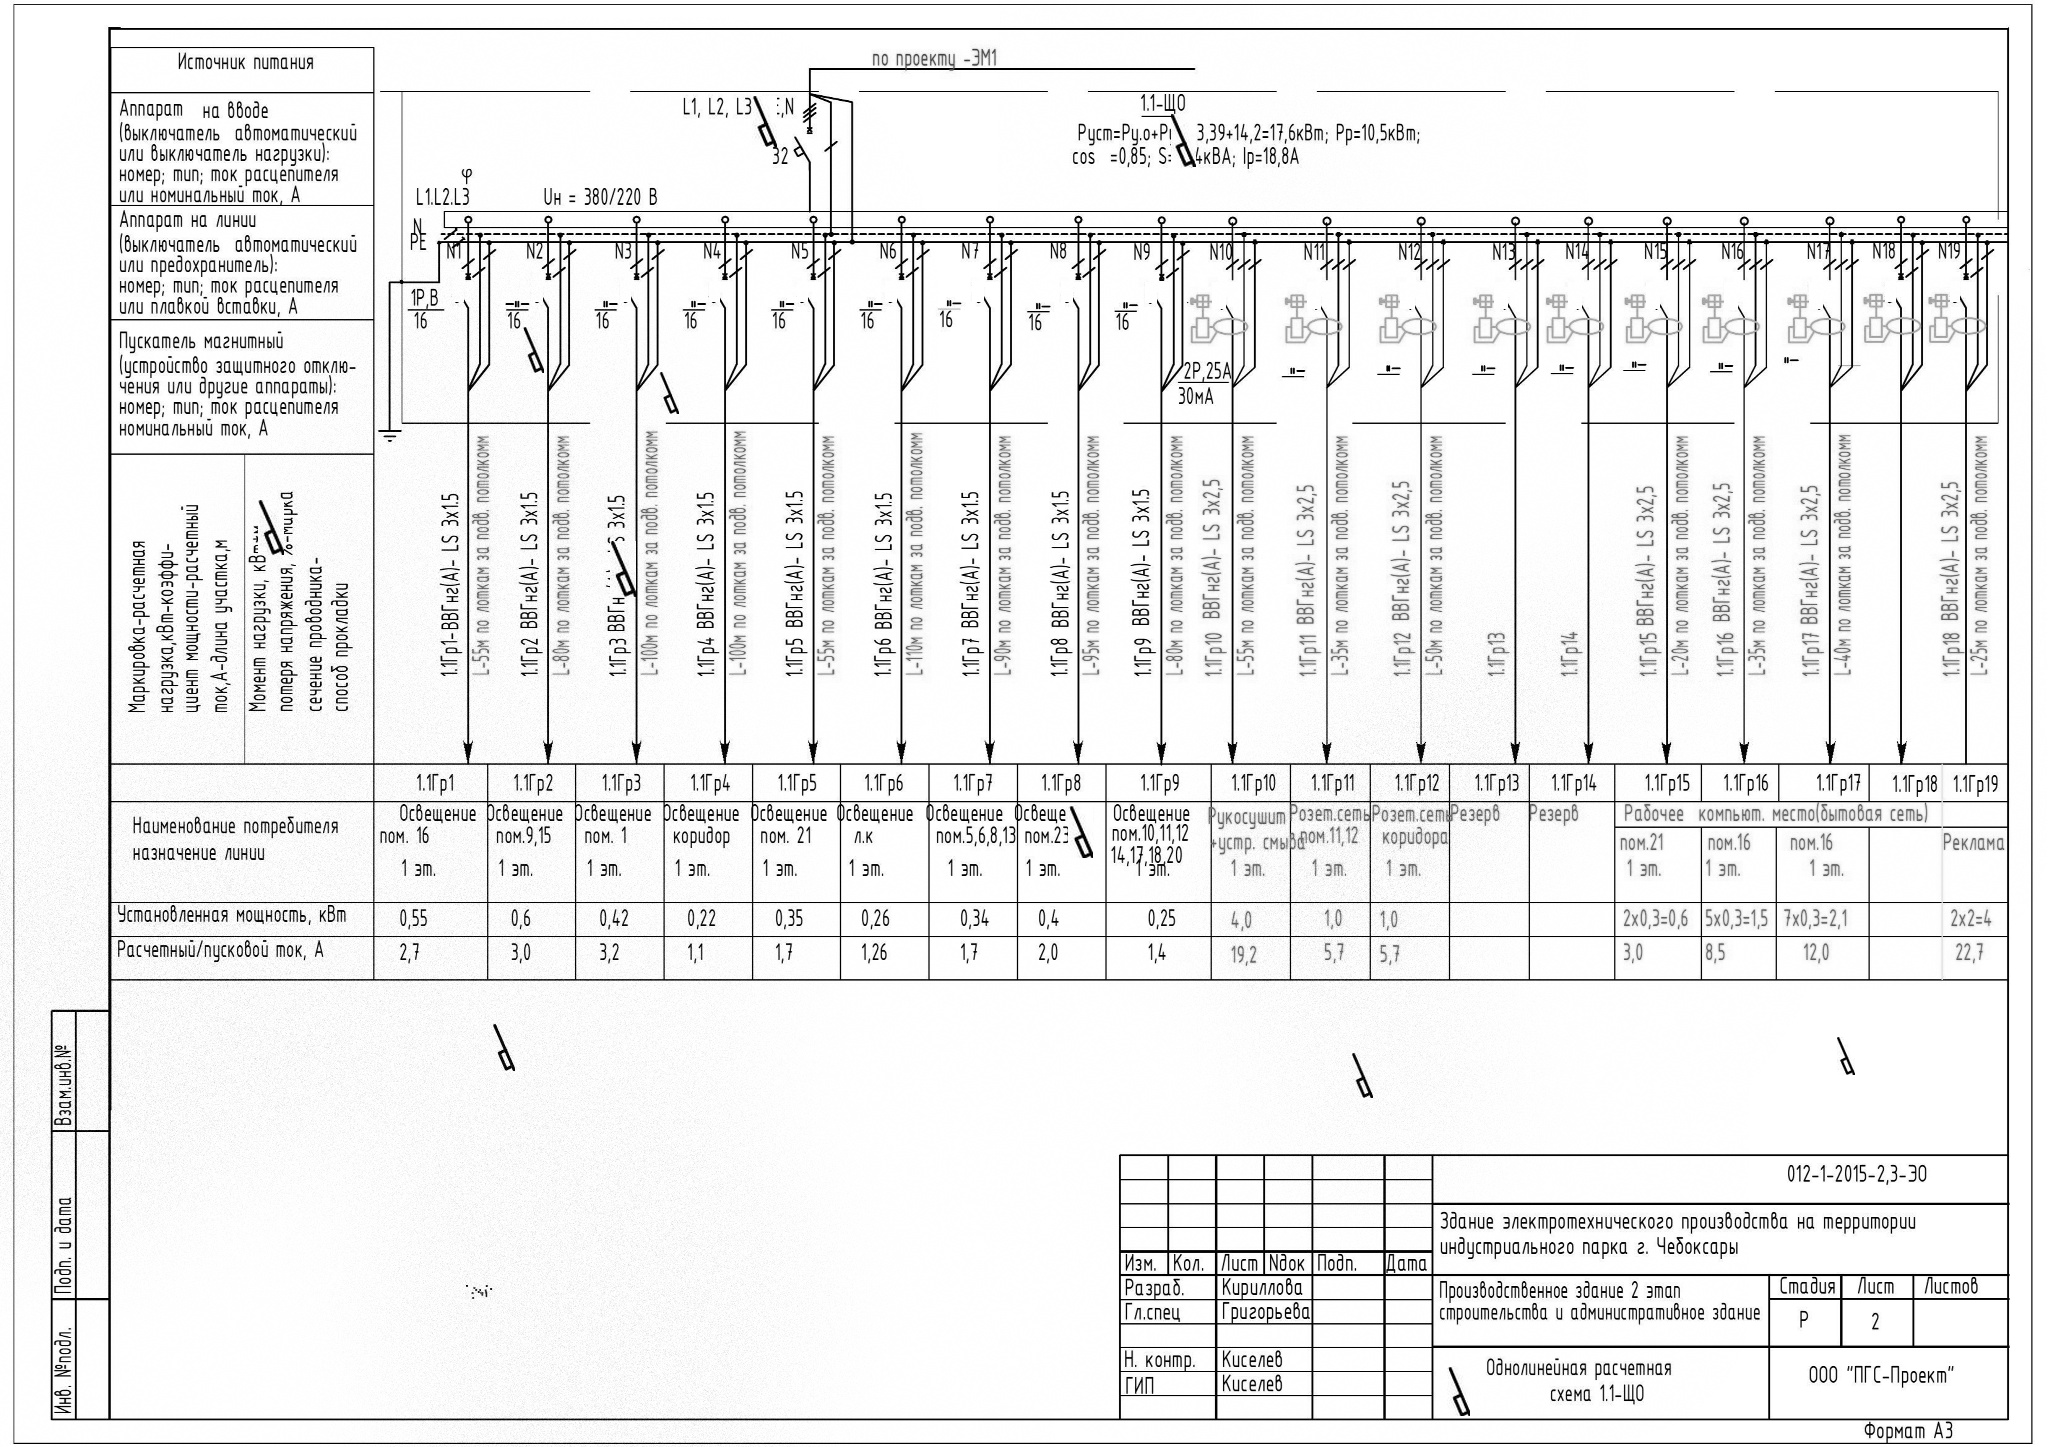 Источник питания
Аппарат на вводе
(выключатель автоматический
или выключатель нагрузки):
номер; тип; ток расцепителя
или номинальный ток, А
Аппарат на линии
(выключатель автоматический
или предохранитель):
номер; тип; ток расцепителя
или плавкой вставки, А
Пускатель магнитный
(устройство защитного отклю-
чения или другие аппараты):
номер; тип; ток расцепителя
номинальный ток, А
Маркировка-расчетная
нагрузка,кВт-коэффи-
циент мощности-расчетный
ток,А-длина участка,м
Момент нагрузки,
потеря напряжения, %-марка
сечение проводника-
способ прокладки
по проекту -ЭМ1
L1, L2, L3 ,N
32
1.1-ЩО
Руст=Ру.о+Р 3,39+14,2=17,6кВт; Рр=10,5кВт;
cos =0,85; S= 4кВА; Iр=18,8А
φ
L1.L2.L3
Uн = 380/220 В
N
PE
N1 N2 N3 N4 N5 N6 N7 N8 N9 N10 N11 N12 N13 N14 N15 N16 N17 N18 N19
1Р,В
16
-"- 16
-"- 16
-"- 16
-"- 16
-"- 16
-"- 16
-"- 16
-"- 16
2Р,25А
30мА
"-
"-
"-
"-
"-
"-
"-
1.1Гр1-ВВГнг(А)- LS 3х1.5
L-55м по лоткам за подв. потолкомм
1.1Гр2 ВВГнг(А)- LS 3х1.5
L-80м по лоткам за подв. потолкомм
1.1Гр3 ВВГн LS 3х1.5
L-100м по лоткам за подв. потолкомм
1.1Гр4 ВВГнг(А)- LS 3х1.5
L-100м по лоткам за подв. потолкомм
1.1Гр5 ВВГнг(А)- LS 3х1.5
L-55м по лоткам за подв. потолкомм
1.1Гр6 ВВГнг(А)- LS 3х1.5
L-110м по лоткам за подв. потолкомм
1.1Гр7 ВВГнг(А)- LS 3х1.5
L-90м по лоткам за подв. потолкомм
1.1Гр8 ВВГнг(А)- LS 3х1.5
L-95м по лоткам за подв. потолкомм
1.1Гр9 ВВГнг(А)- LS 3х1.5
L-80м по лоткам за подв. потолкомм
1.1Гр10 ВВГнг(А)- LS 3х2,5
L-55м по лоткам за подв. потолкомм
1.1Гр11 ВВГнг(А)- LS 3х2,5
L-35м по лоткам за подв. потолкомм
1.1Гр12 ВВГнг(А)- LS 3х2,5
L-50м по лоткам за подв. потолкомм
1.1Гр13
1.1Гр14
1.1Гр15 ВВГнг(А)- LS 3х2,5
L-20м по лоткам за подв. потолкомм
1.1Гр16 ВВГнг(А)- LS 3х2,5
L-35м по лоткам за подв. потолкомм
1.1Гр17 ВВГнг(А)- LS 3х2,5
L-40м по лоткам за подв. потолкомм
1.1Гр18 ВВГнг(А)- LS 3х2,5
L-25м по лоткам за подв. потолкомм
1.1Гр1 1.1Гр2 1.1Гр3 1.1Гр4 1.1Гр5 1.1Гр6 1.1Гр7 1.1Гр8 1.1Гр9 1.1Гр10 1.1Гр11 1.1Гр12 1.1Гр13 1.1Гр14 1.1Гр15 1.1Гр16 1.1Гр17 1.1Гр18 1.1Гр19
Наименование потребителя
назначение линии
Освещение
пом. 16
1 эт.
Освещение
пом.9,15
1 эт.
Освещение
пом. 1
1 эт.
Освещение
коридор
1 эт.
Освещение
пом. 21
1 эт.
Освещение
л.к
1 эт.
Освещение
пом.5,6,8,13
1 эт.
Освеще
пом.23
1 эт.
Освещение
пом.10,11,12
14,17,18,20
1 эт.
Рукосушит
+устр. смыва
1 эт.
Розет.сеть
пом.11,12
1 эт.
Розет.сеть
коридора
1 эт.
Резерв
Резерв
Рабочее компьют. место(бытовая сеть)
пом.21
1 эт.
пом.16
1 эт.
пом.16
1 эт.
Реклама
Установленная мощность, кВт 0,55 0,6 0,42 0,22 0,35 0,26 0,34 0,4 0,25 4,0 1,0 1,0 2х0,3=0,6 5х0,3=1,5 7х0,3=2,1 2х2=4
Расчетный/пусковой ток, А 2,7 3,0 3,2 1,1 1,7 1,26 1,7 2,0 1,4 19,2 5,7 5,7 3,0 8,5 12,0 22,7
Взам.инв.№
Подп. и дата
Инв. №подл.
012-1-2015-2,3-ЭО
Здание электротехнического производства на территории
индустриального парка г. Чебоксары
Изм. Кол. Лист Nдок Подп. Дата
Разраб. Кириллова
Гл.спец Григорьева
Н. контр. Киселев
ГИП Киселев
Производственное здание 2 этап
строительства и административное здание
Стадия Лист Листов
Р 2
Однолинейная расчетная
схема 1.1-ЩО
ООО "ПГС-Проект"
Формат А3